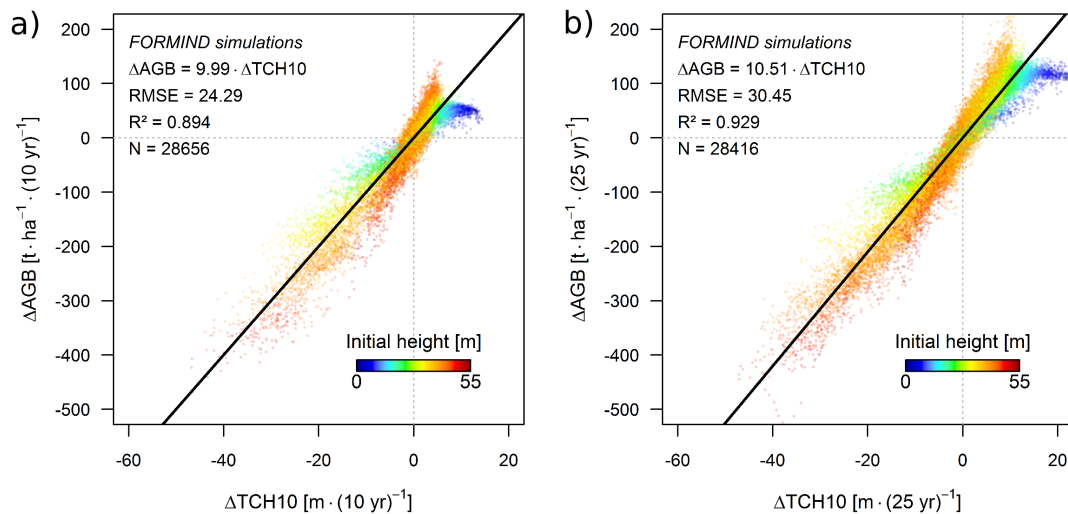 a)
FORMIND simulations
ΔAGB = 9.99 · ΔTCH10
RMSE = 24.29
R² = 0.894
N = 28656
200
100
0
-100
-200
-300
-400
-500
ΔAGB [t · ha⁻¹ · (10 yr)⁻¹]
Initial height [m]
0 55
-60 -40 -20 0 20
ΔTCH10 [m · (10 yr)⁻¹]
b)
FORMIND simulations
ΔAGB = 10.51 · ΔTCH10
RMSE = 30.45
R² = 0.929
N = 28416
200
100
0
-100
-200
-300
-400
-500
ΔAGB [t · ha⁻¹ · (25 yr)⁻¹]
Initial height [m]
0 55
-60 -40 -20 0 20
ΔTCH10 [m · (25 yr)⁻¹]